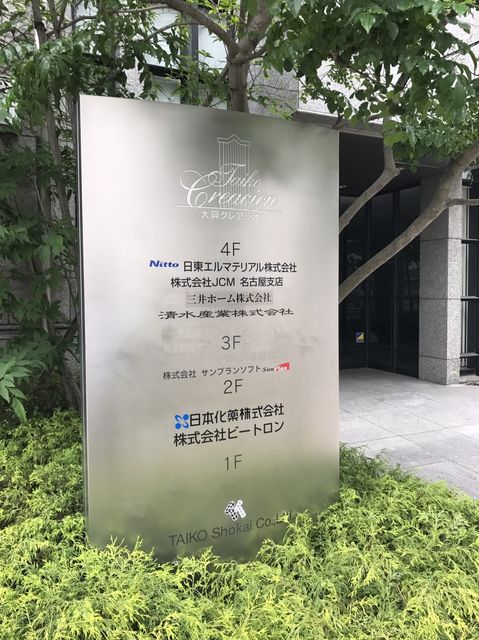 Taiko
Creación
大興クレアシオン
4F
Nitto 日東エルマテリアル株式会社
株式会社JCM 名古屋支店
三井ホーム株式会社
清水産業株式会社
3F
株式会社 サンプランソフト
2F
日本化薬株式会社
株式会社ビートロン
1F
TAIKO Shokai Co.